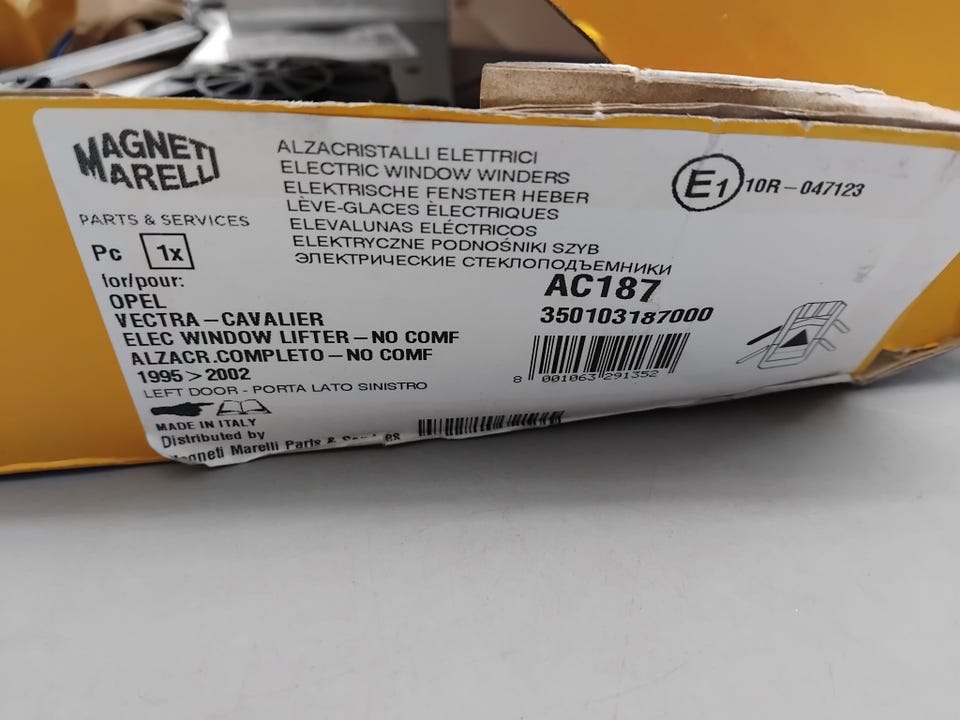 MAGNETI
MARELLI
PARTS & SERVICES
Pc 1x
for/pour:
OPEL
VECTRA-CAVALIER
ELEC WINDOW LIFTER-NO COMF
ALZACR.COMPLETO-NO COMF
1995>2002
LEFT DOOR - PORTA LATO SINISTRO
MADE IN ITALY
Distributed by
Magneti Marelli Parts &
ALZACRISTALLI ELETTRICI
ELECTRIC WINDOW WINDERS
ELEKTRISCHE FENSTER HEBER
LÈVE-GLACES ÈLECTRIQUES
ELEVALUNAS ELÉCTRICOS
ELEKTRYCZNE PODNOŚNIKI SZYB
ЭЛЕКТРИЧЕСКИЕ СТЕКЛОПОДЪЕМНИКИ
AC187
350103187000
8 001063 291352
E1 10R-047123